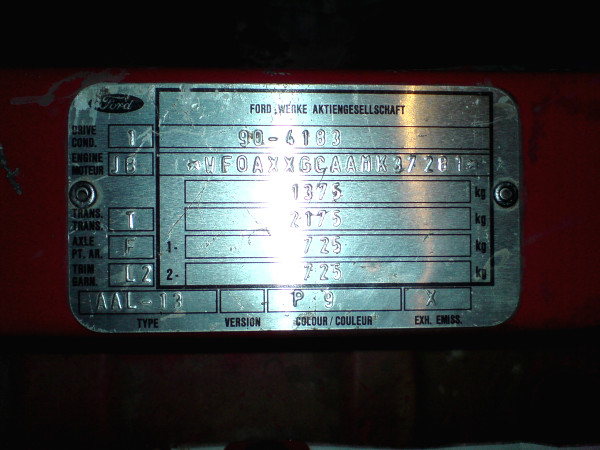 Ford
FORD-WERKE AKTIENGESELLSCHAFT
DRIVE COND. 1 90-4183
ENGINE MOTEUR JB *WF0AXXGCAAMK37281*
1375 kg
TRANS. TRANS. T 2175 kg
AXLE PT. AR. F 1- 725 kg
TRIM GARN. L2 2- 725 kg
AAL-13 P 9 X
TYPE VERSION COLOUR/COULEUR EXH. EMISS.